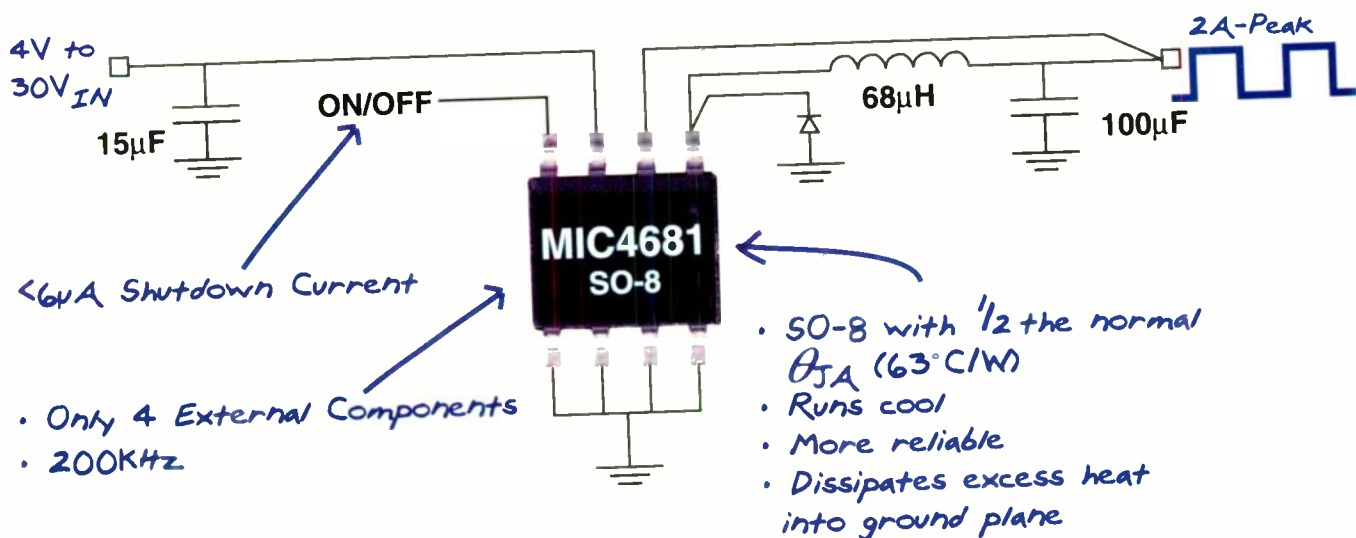 4V to
30V IN
15µF
ON/OFF
2A-Peak
68µH
100µF
MIC4681
SO-8
<6µA Shutdown Current
· Only 4 External Components
· 200KHz
· SO-8 with 1/2 the normal
θJA (63°C/W)
· Runs cool
· More reliable
· Dissipates excess heat
into ground plane